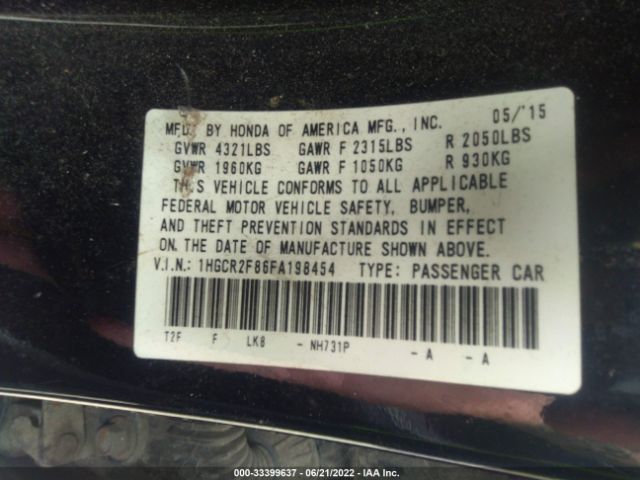 05/'15
MFD. BY HONDA OF AMERICA MFG., INC.
GVWR 4321LBS GAWR F 2315LBS R 2050LBS
GVWR 1960KG GAWR F 1050KG R 930KG
THIS VEHICLE CONFORMS TO ALL APPLICABLE
FEDERAL MOTOR VEHICLE SAFETY, BUMPER,
AND THEFT PREVENTION STANDARDS IN EFFECT
ON THE DATE OF MANUFACTURE SHOWN ABOVE.
V.I.N.: 1HGCR2F86FA198454 TYPE: PASSENGER CAR
T2F F LK8 - NH731P - A - A
000-33399637 - 06/21/2022 - IAA Inc.